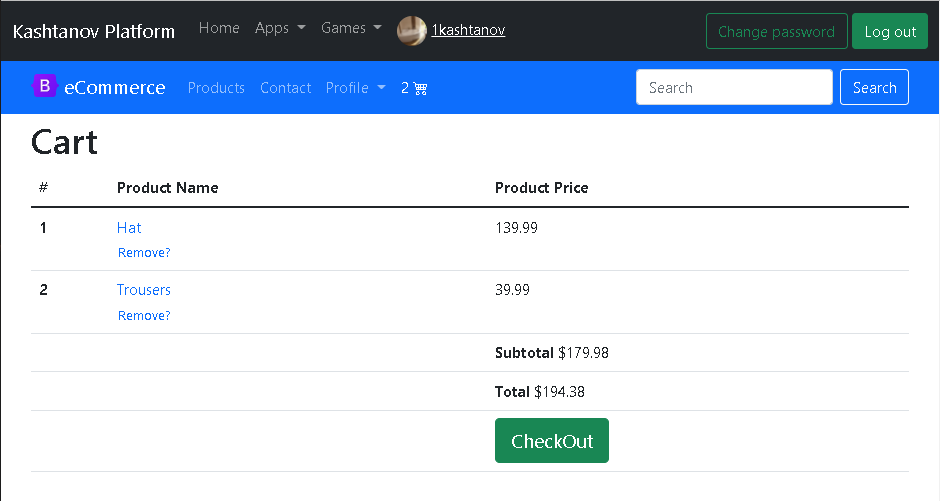 Kashtanov Platform Home Apps Games 1kashtanov Change password Log out
B eCommerce Products Contact Profile 2 Search Search
Cart
# Product Name Product Price
1 Hat 139.99
Remove?
2 Trousers 39.99
Remove?
Subtotal $179.98
Total $194.38
CheckOut